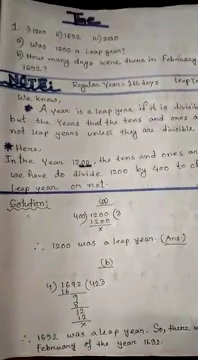 1. i) 1200 ii) 1692 iii) 2010
a) Was 1200 a leap year?
b) How many days were there in February
1692?
NOTE: Regular Year = 365 days Leap Ye
We know,
* A year is a leap year if it is divisib
but the Years that the tens and ones a
not leap years unless they are divisible
* Here,
In the year 1200, the tens and ones ar
we have to divide 1200 by 400 to c
leap year or not.
Solution:
(a)
400) 1200 (3
1200
x
∴ 1200 was a leap year. (Ans)
(b)
4) 1692 (423
16
9
8
12
12
x
∴ 1692 was a leap year. So, there w
February of the year 1692.